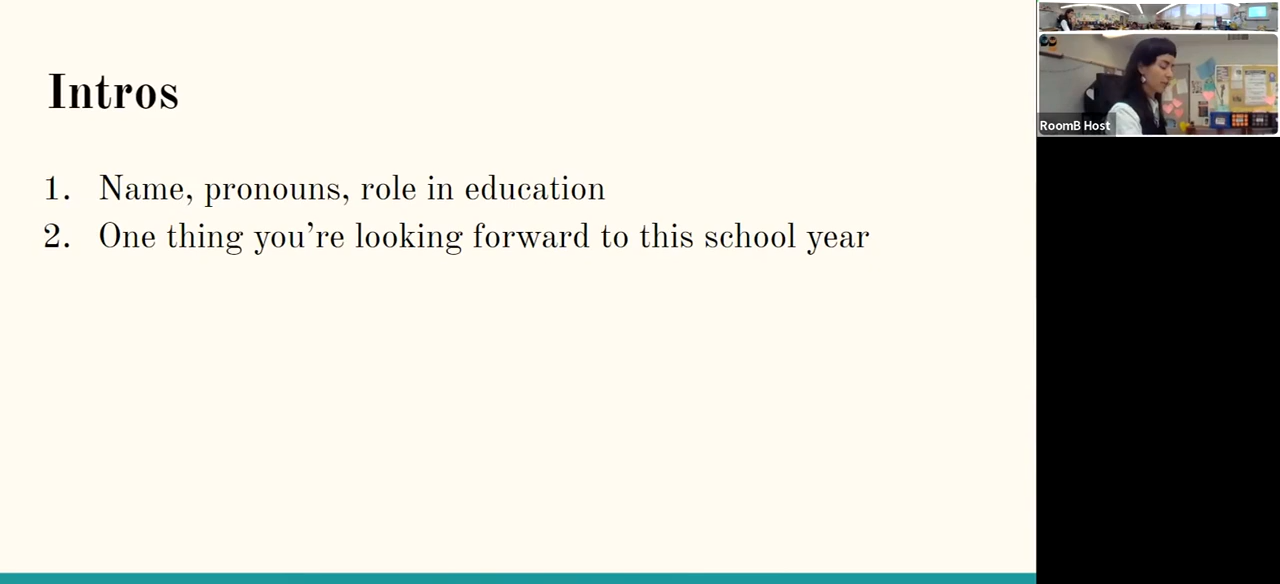 Intros
1. Name, pronouns, role in education
2. One thing you’re looking forward to this school year
RoomB Host